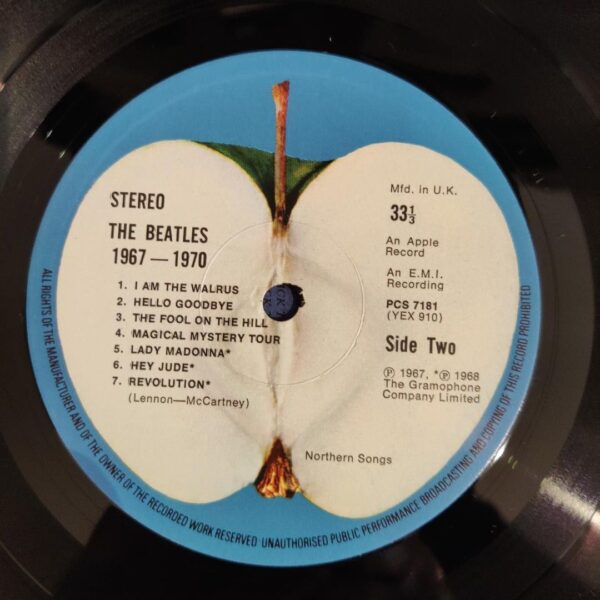 STEREO
THE BEATLES
1967 — 1970
1. I AM THE WALRUS
2. HELLO GOODBYE
3. THE FOOL ON THE HILL
4. MAGICAL MYSTERY TOUR
5. LADY MADONNA*
6. HEY JUDE*
7. REVOLUTION*
(Lennon—McCartney)
Mfd. in U.K.
33⅓
An Apple
Record
An E.M.I.
Recording
PCS 7181
(YEX 910)
Side Two
℗ 1967, *℗ 1968
The Gramophone
Company Limited
Northern Songs
ALL RIGHTS OF THE MANUFACTURER AND OF THE OWNER OF THE RECORDED WORK RESERVED UNAUTHORISED PUBLIC PERFORMANCE BROADCASTING AND COPYING OF THIS RECORD PROHIBITED